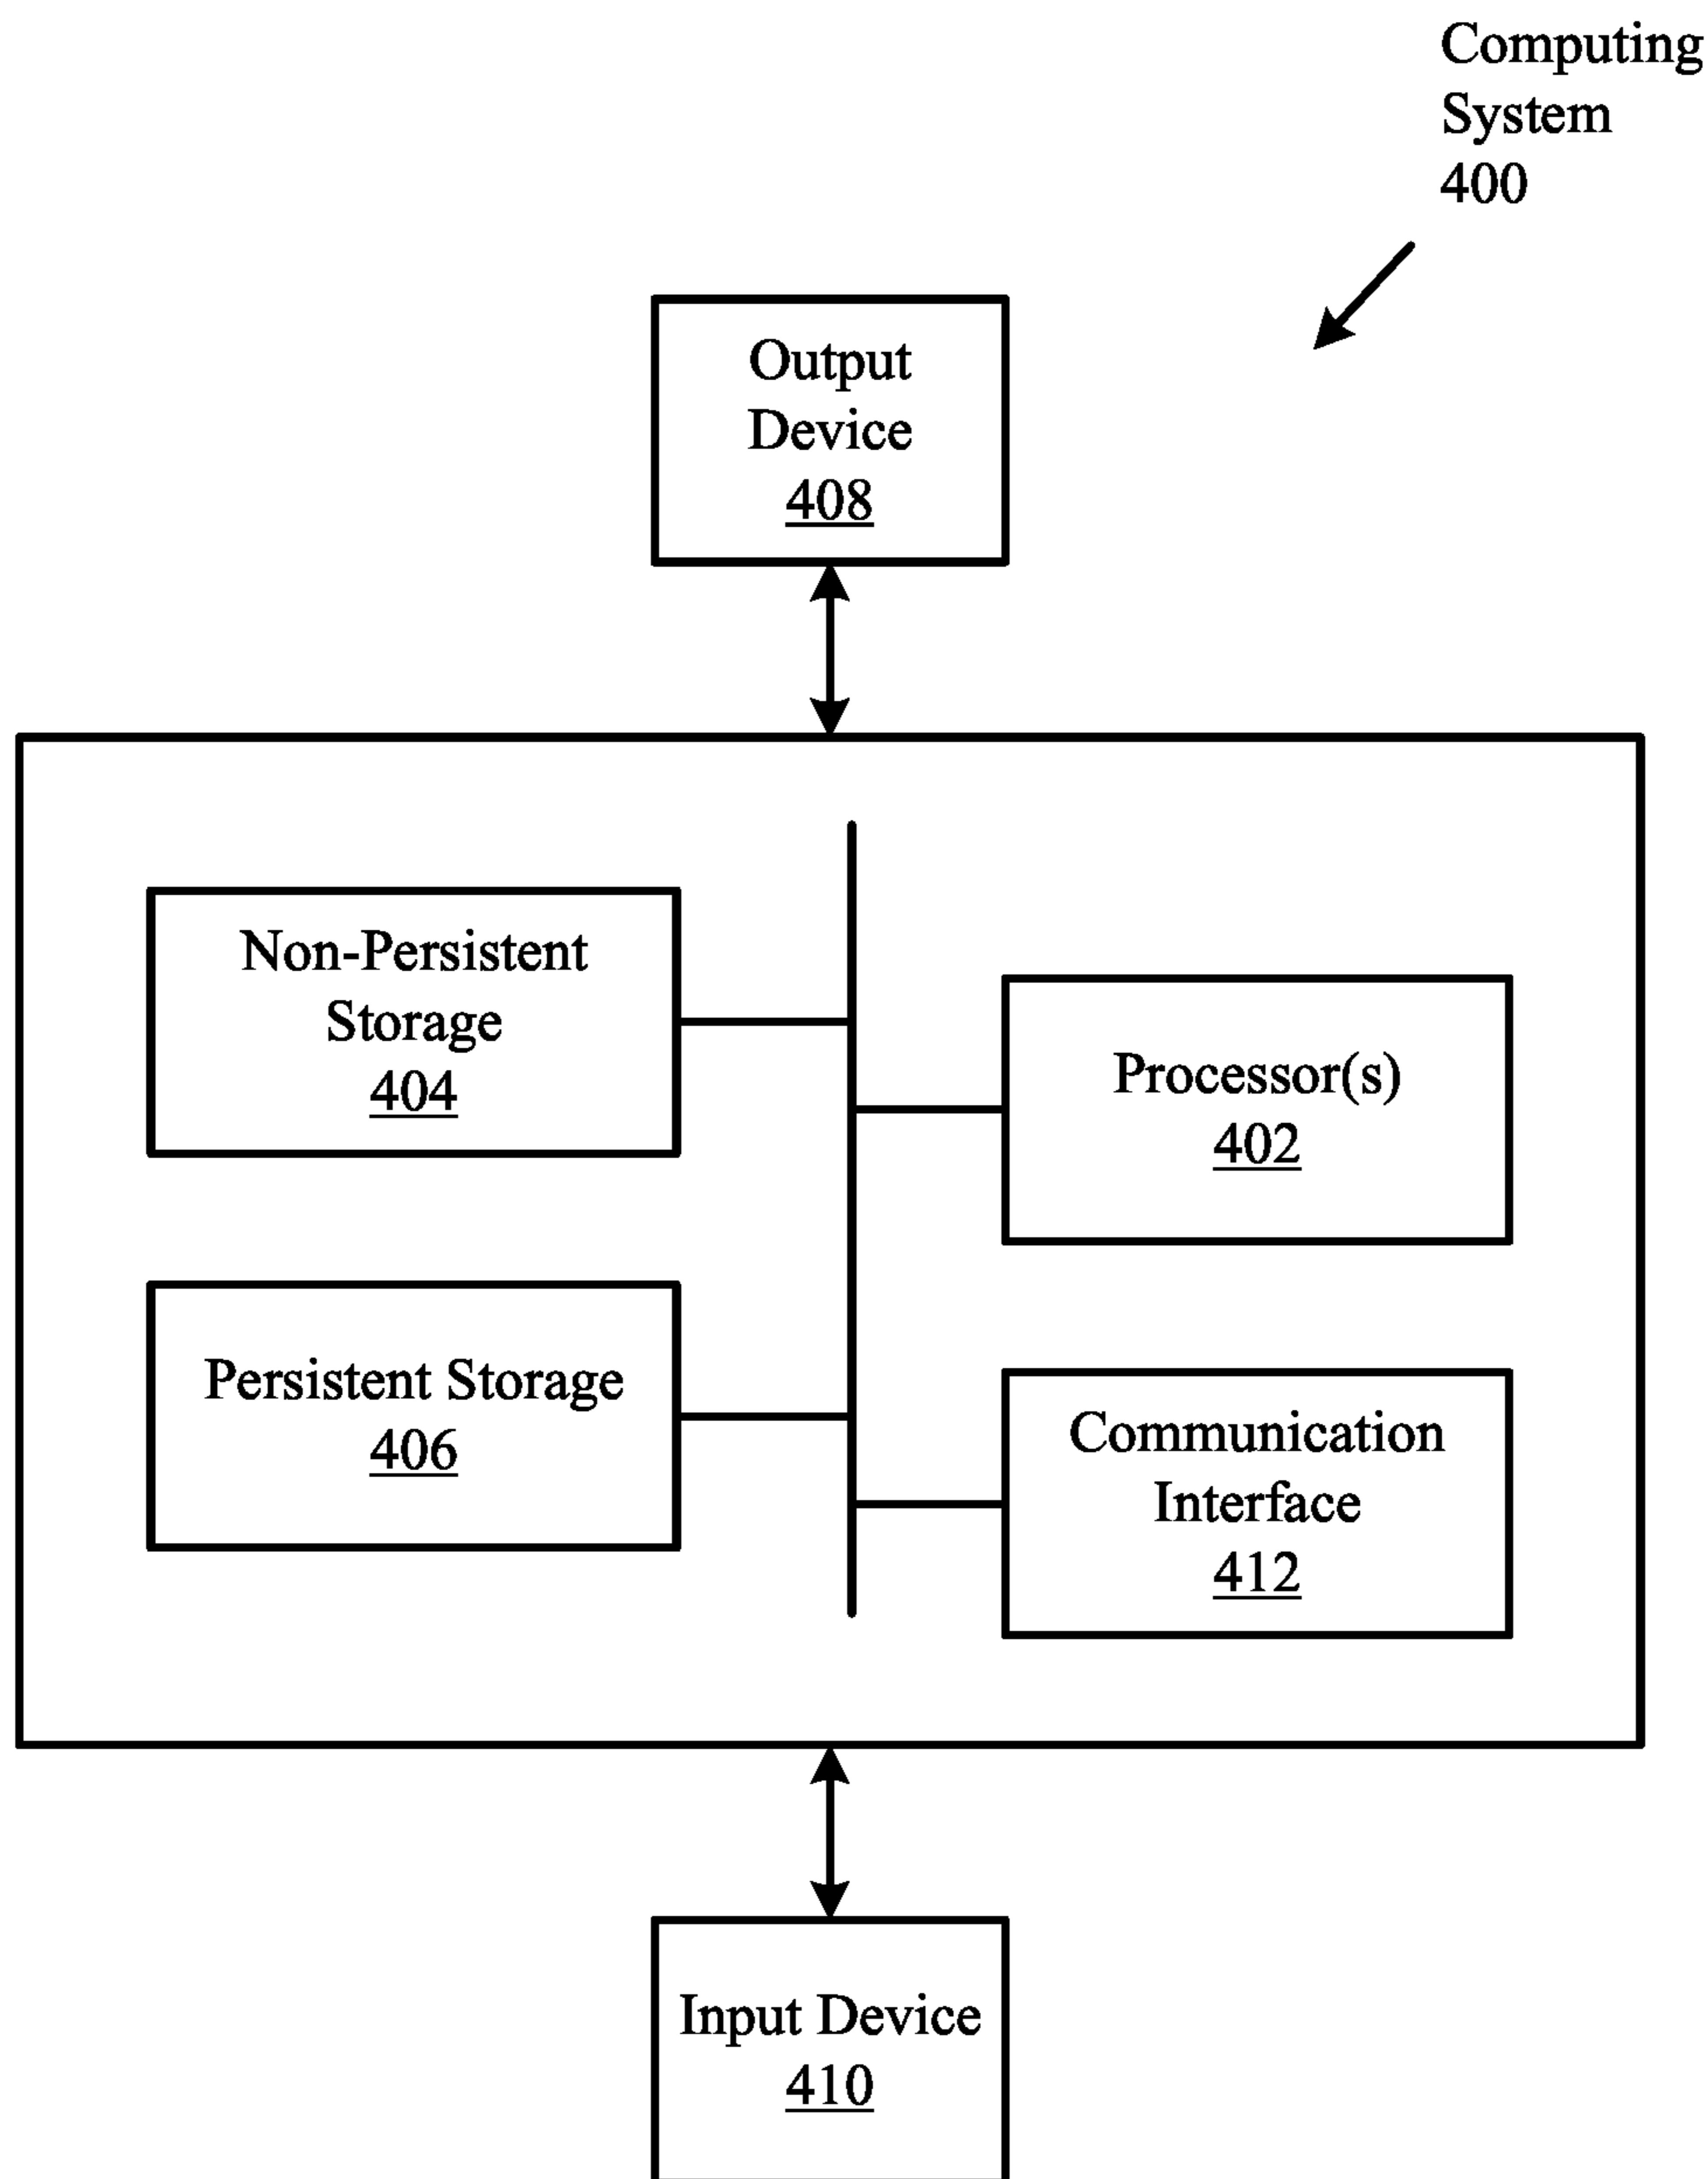 Computing
System
400
Output
Device
408
Non-Persistent
Storage
404
Processor(s)
402
Persistent Storage
406
Communication
Interface
412
Input Device
410